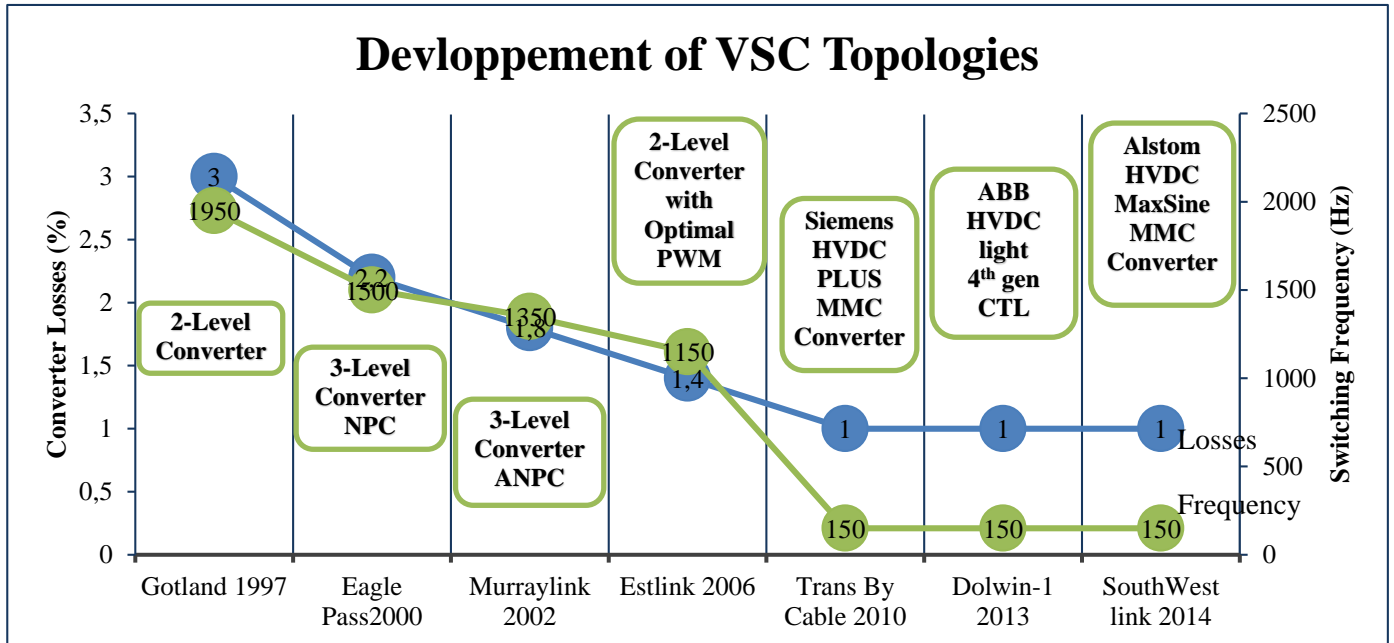 Devloppement of VSC Topologies
Converter Losses (%)
3,5
3
2,5
2
1,5
1
0,5
0
2500
2000
1500
1000
500
0
Switching Frequency (Hz)
3
2,2
1,8
1,4
1
1
1
Losses
1950
1500
1350
1150
150
150
150
Frequency
2-Level
Converter
3-Level
Converter
NPC
3-Level
Converter
ANPC
2-Level
Converter
with
Optimal
PWM
Siemens
HVDC
PLUS
MMC
Converter
ABB
HVDC
light
4th gen
CTL
Alstom
HVDC
MaxSine
MMC
Converter
Gotland 1997
Eagle
Pass2000
Murraylink
2002
Estlink 2006
Trans By
Cable 2010
Dolwin-1
2013
SouthWest
link 2014